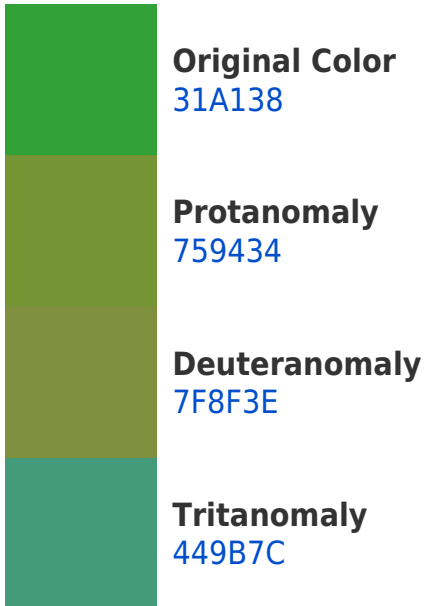 Original Color
31A138
Protanomaly
759434
Deuteranomaly
7F8F3E
Tritanomaly
449B7C